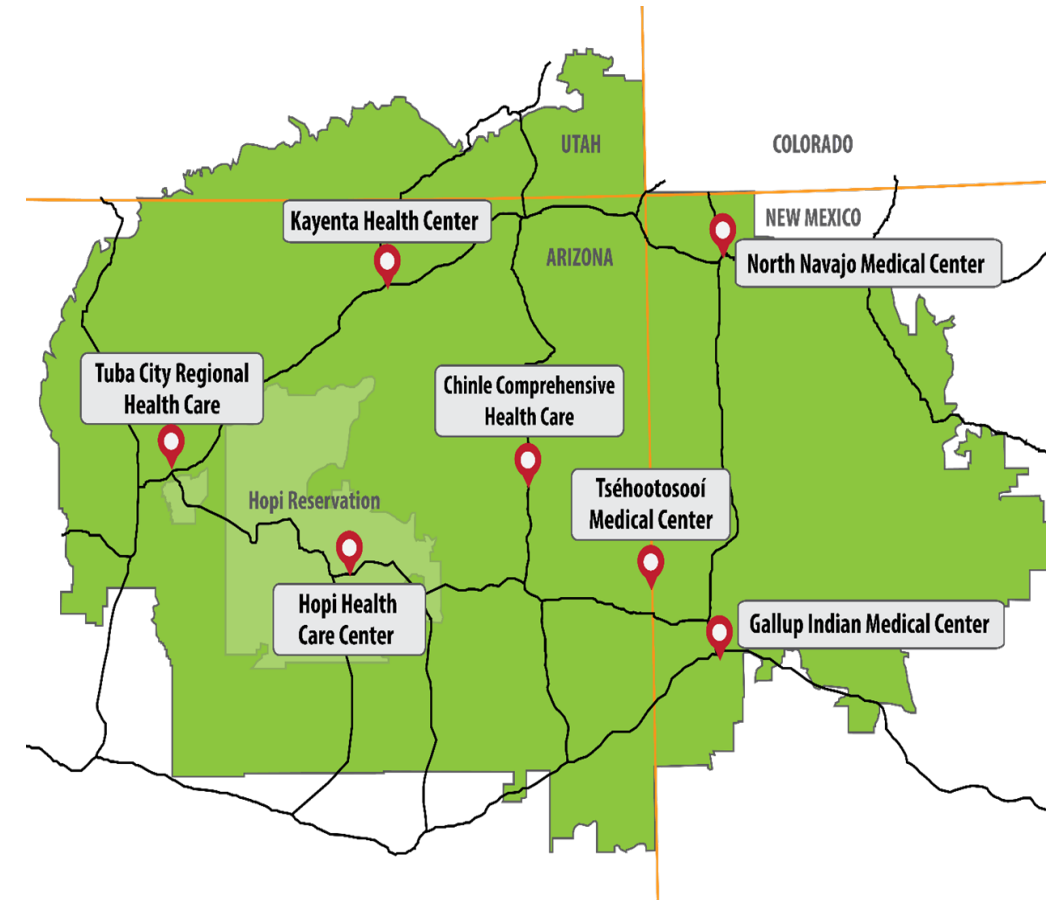 UTAH
COLORADO
Kayenta Health Center
NEW MEXICO
ARIZONA
North Navajo Medical Center
Tuba City Regional
Health Care
Chinle Comprehensive
Health Care
Hopi Reservation
Tséhootosooí
Medical Center
Hopi Health
Care Center
Gallup Indian Medical Center